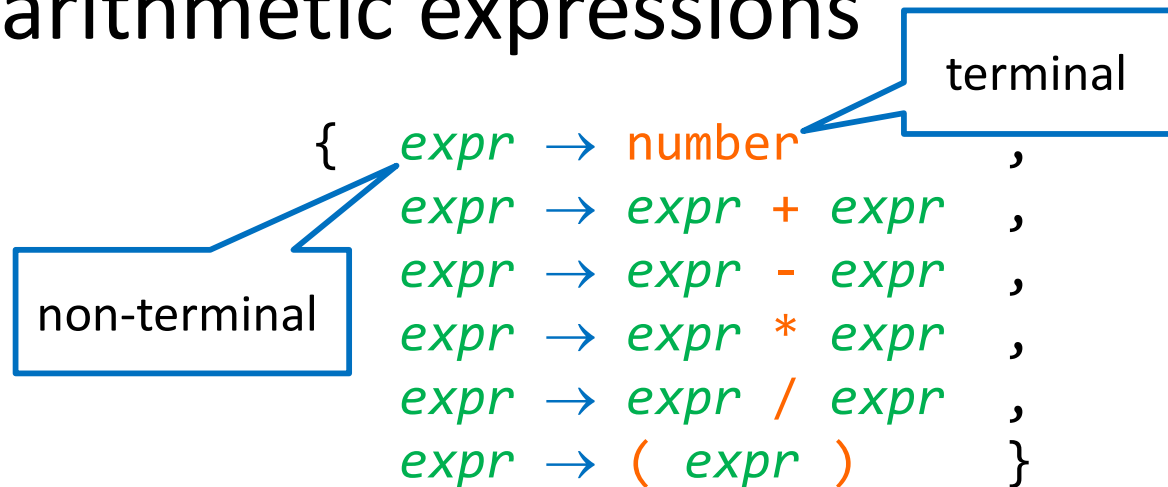 arithmetic expressions
terminal
{ expr → number ,
expr → expr + expr ,
expr → expr - expr ,
non-terminal
expr → expr * expr ,
expr → expr / expr ,
expr → ( expr ) }